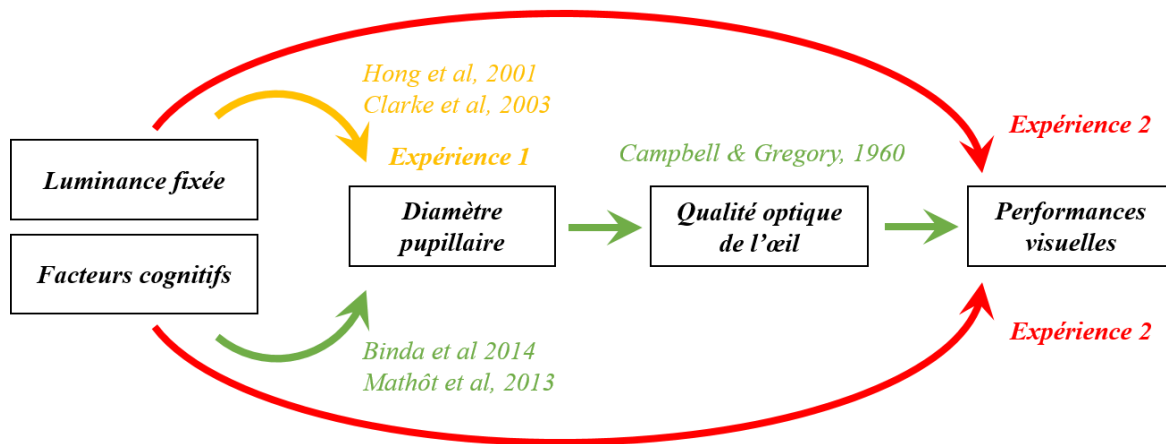 Hong et al, 2001
Clarke et al, 2003
Expérience 1
Luminance fixée
Facteurs cognitifs
Diamètre
pupillaire
Binda et al 2014
Mathôt et al, 2013
Campbell & Gregory, 1960
Qualité optique
de l'œil
Expérience 2
Performances
visuelles
Expérience 2